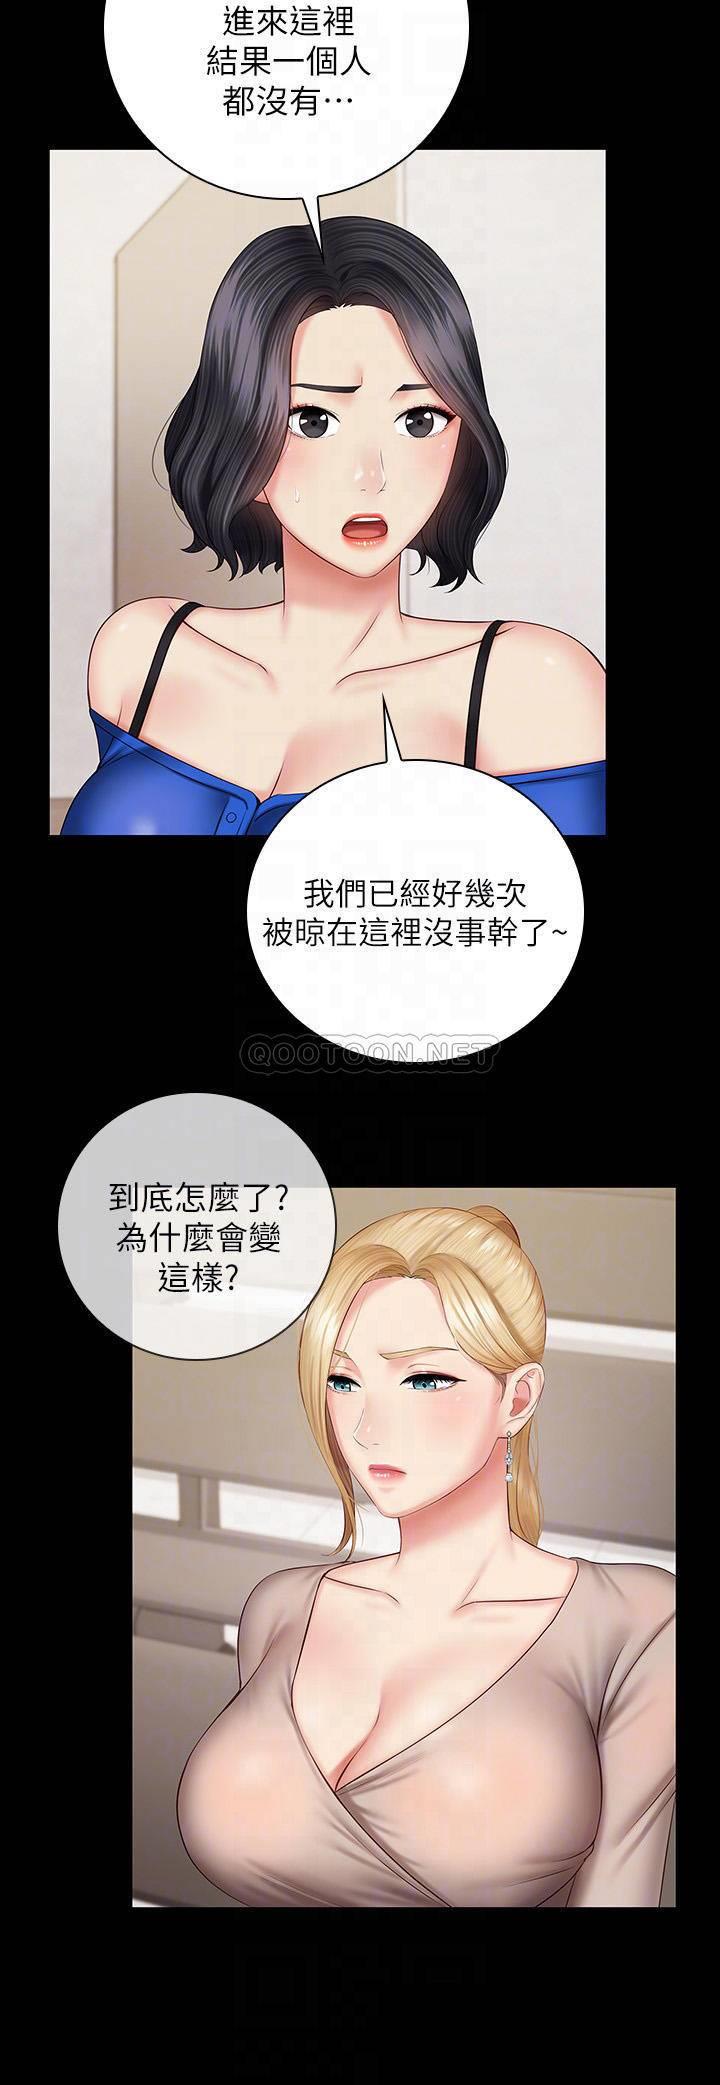 進來這裡
結果一個人
都沒有…
我們已經好幾次
被晾在這裡沒事幹了~
QOOTOON.NET
到底怎麼了?
為什麼會變
這樣?